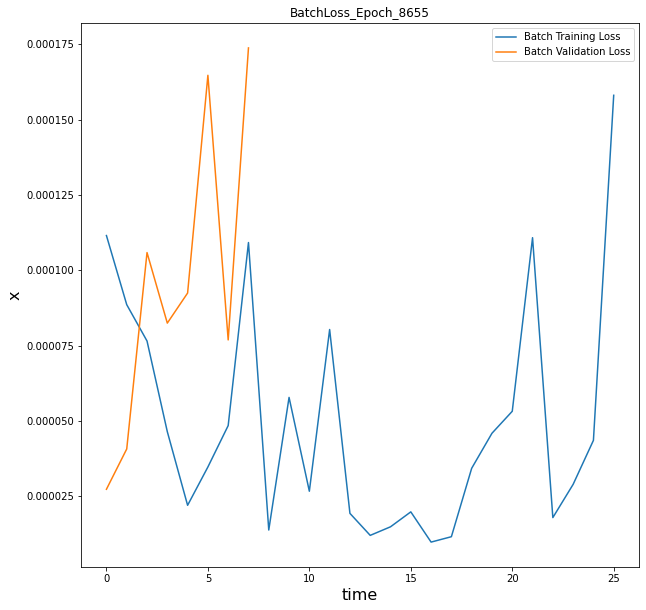 BatchLoss_Epoch_8655
Batch Training Loss
Batch Validation Loss
0.000175
0.000150
0.000125
0.000100
0.000075
0.000050
0.000025
x
0 5 10 15 20 25
time